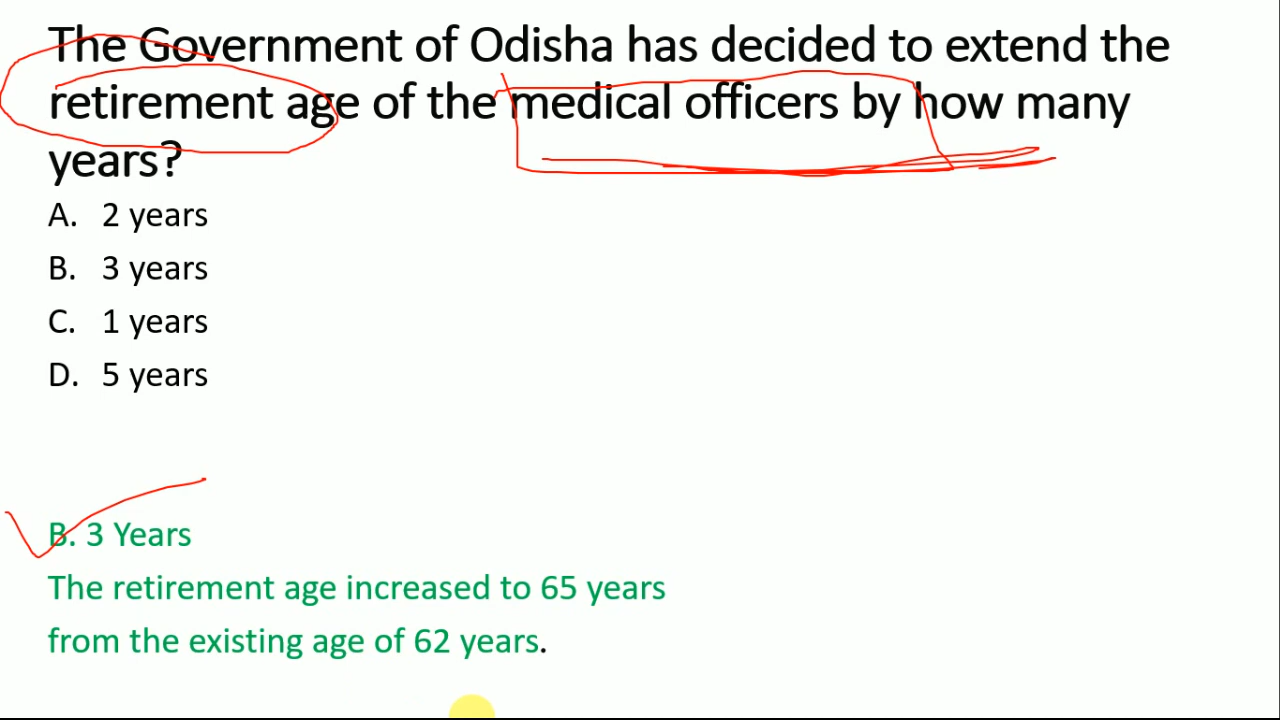 The Government of Odisha has decided to extend the
retirement age of the medical officers by how many
years?
A. 2 years
B. 3 years
C. 1 years
D. 5 years
B. 3 Years
The retirement age increased to 65 years
from the existing age of 62 years.